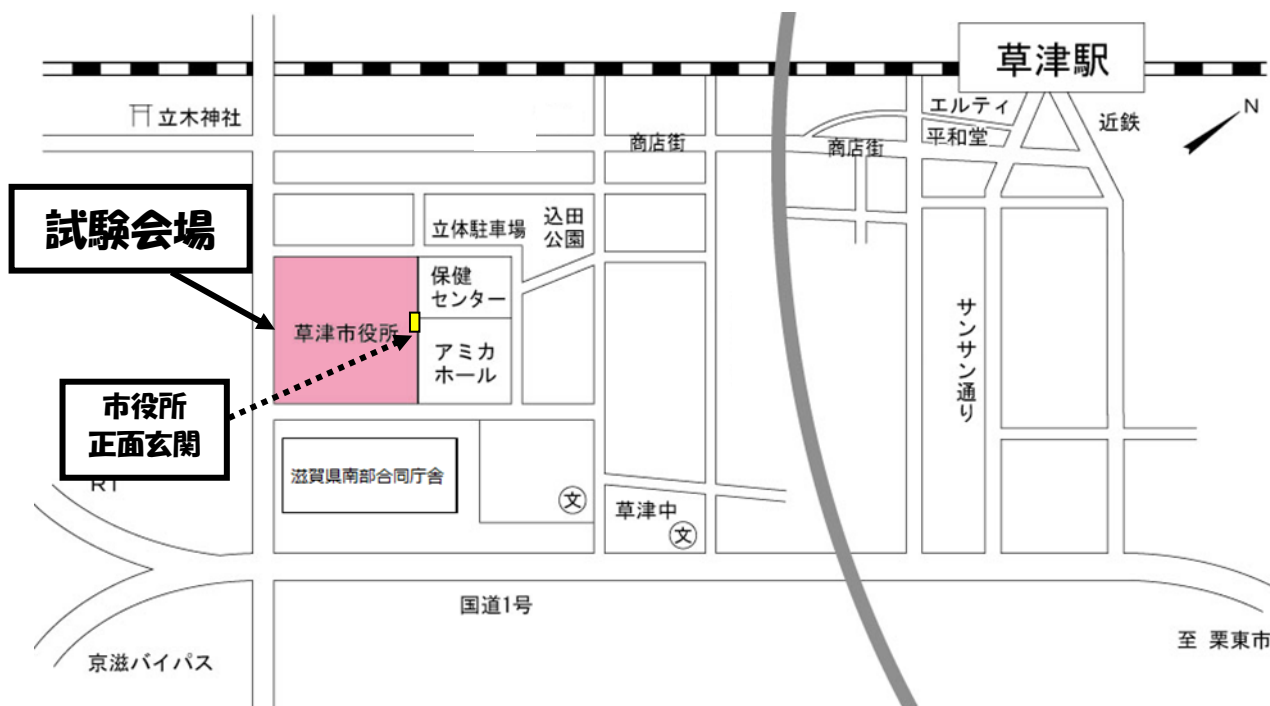 草津駅
エルティ
近鉄
N
立木神社
商店街
商店街
平和堂
試験会場
立体駐車場
込田
公園
保健
センター
草津市役所
アミカ
ホール
サンサン通り
市役所
正面玄関
R1
滋賀県南部合同庁舎
文
草津中
文
国道1号
至 栗東市
京滋バイパス